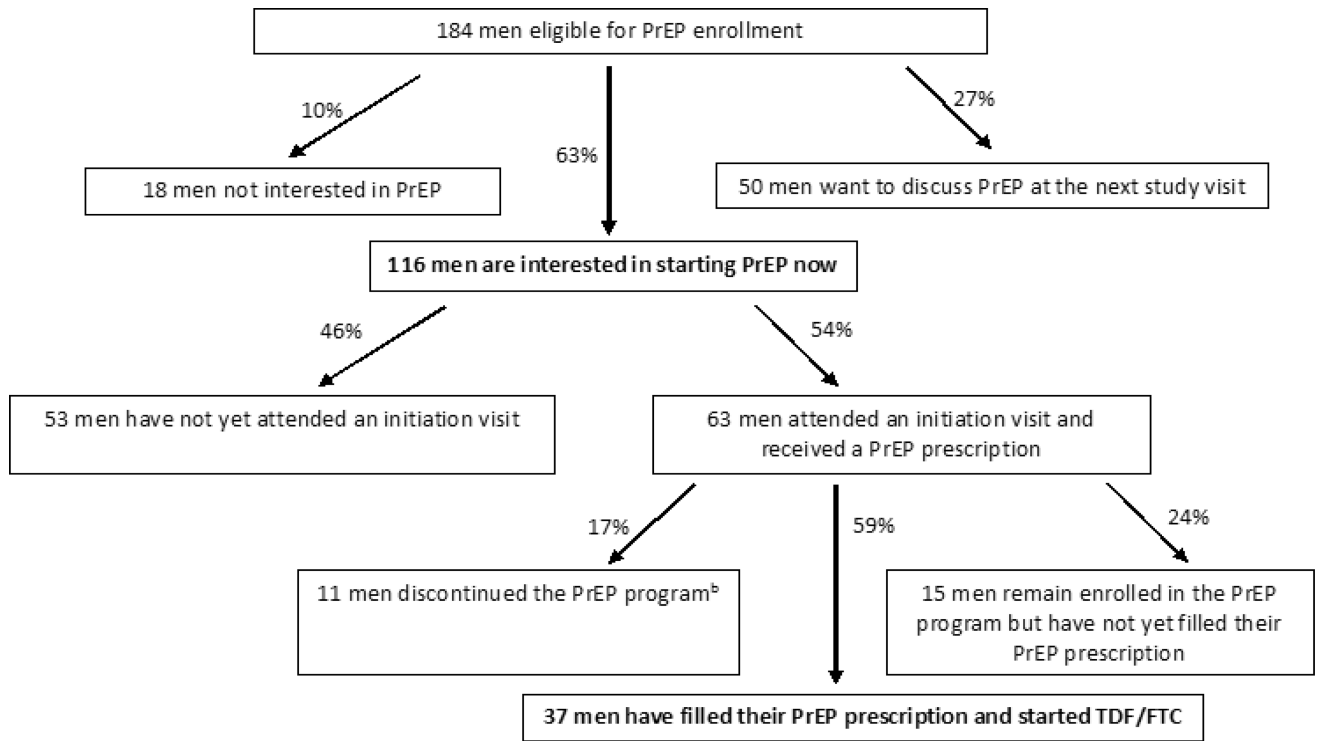 184 men eligible for PrEP enrollment
10%
63%
27%
18 men not interested in PrEP
50 men want to discuss PrEP at the next study visit
116 men are interested in starting PrEP now
46%
54%
53 men have not yet attended an initiation visit
63 men attended an initiation visit and
received a PrEP prescription
17%
59%
24%
11 men discontinued the PrEP programᵇ
15 men remain enrolled in the PrEP
program but have not yet filled their
PrEP prescription
37 men have filled their PrEP prescription and started TDF/FTC